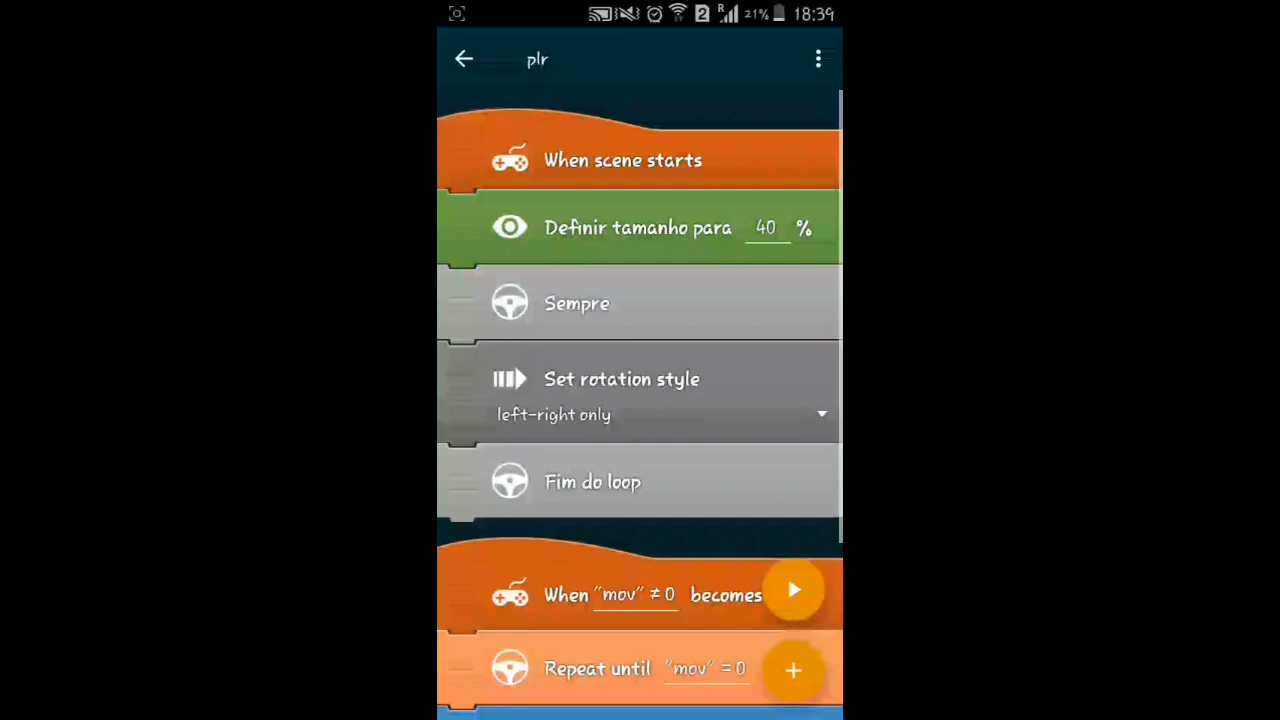 R 21% 18:39
plr
When scene starts
Definir tamanho para 40 %
Sempre
Set rotation style
left-right only
Fim do loop
When "mov" ≠ 0 becomes
Repeat until "mov" = 0